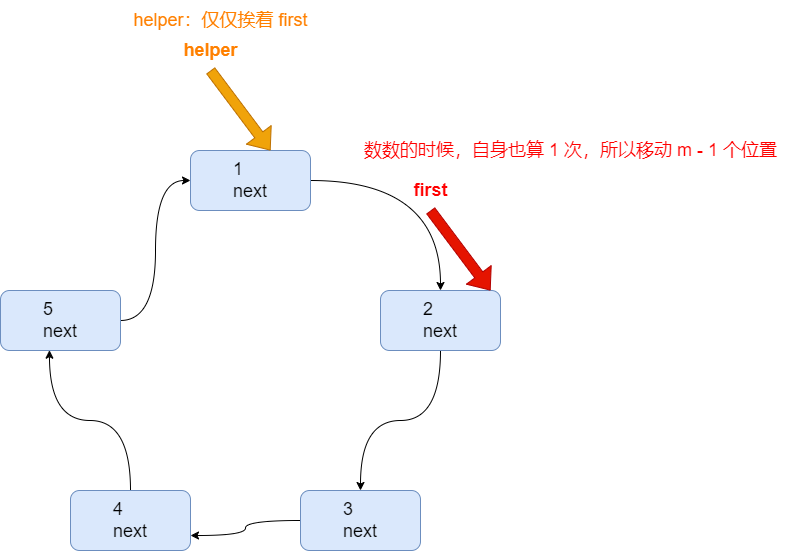 helper：仅仅挨着 first
helper
数数的时候，自身也算 1 次，所以移动 m - 1 个位置
first
1
next
2
next
5
next
4
next
3
next